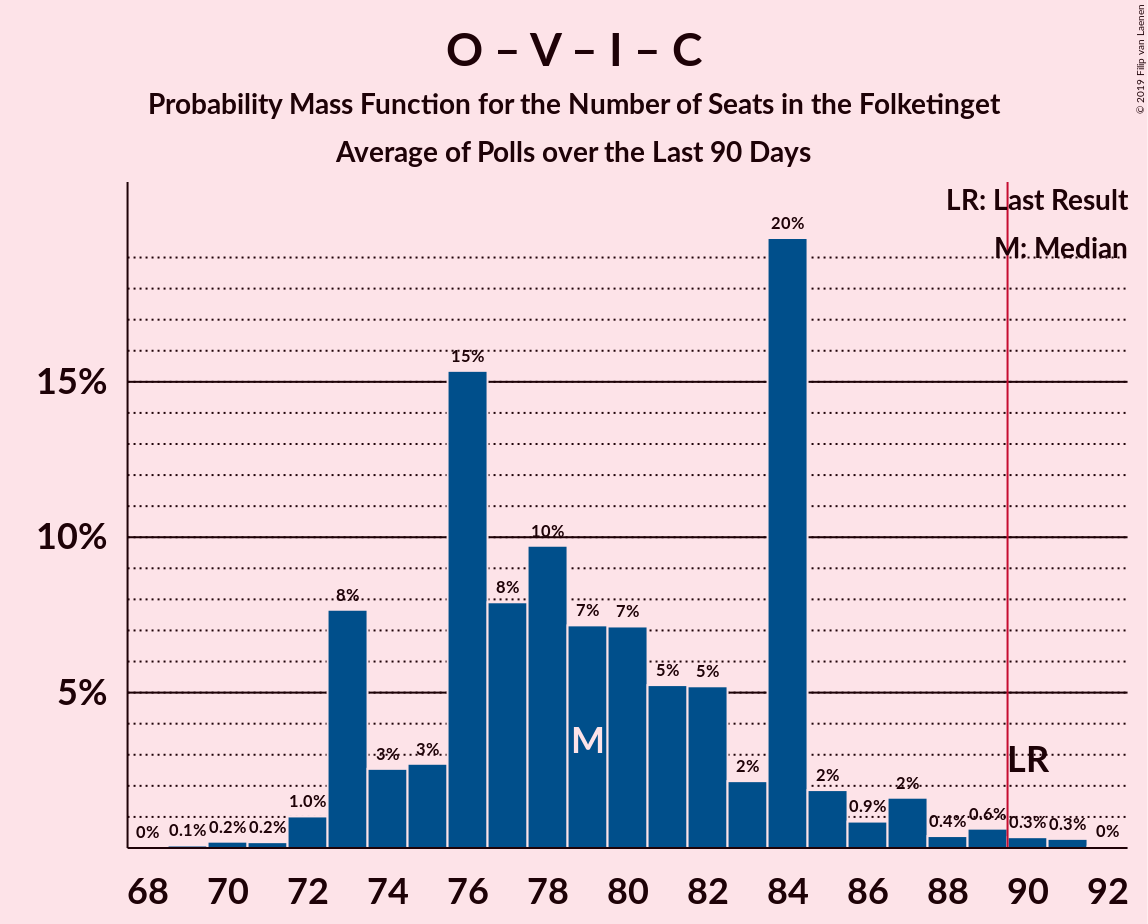 O – V – I – C
Probability Mass Function for the Number of Seats in the Folketinget
Average of Polls over the Last 90 Days
© 2019 Filip van Laenen
LR: Last Result
M: Median
15%
10%
5%
0% 0.1% 0.2% 0.2% 1.0% 8% 3% 3% 15% 8% 10% 7% 7% 5% 5% 2% 20% 2% 0.9% 2% 0.4% 0.6% 0.3% 0.3% 0%
M
LR
68 70 72 74 76 78 80 82 84 86 88 90 92